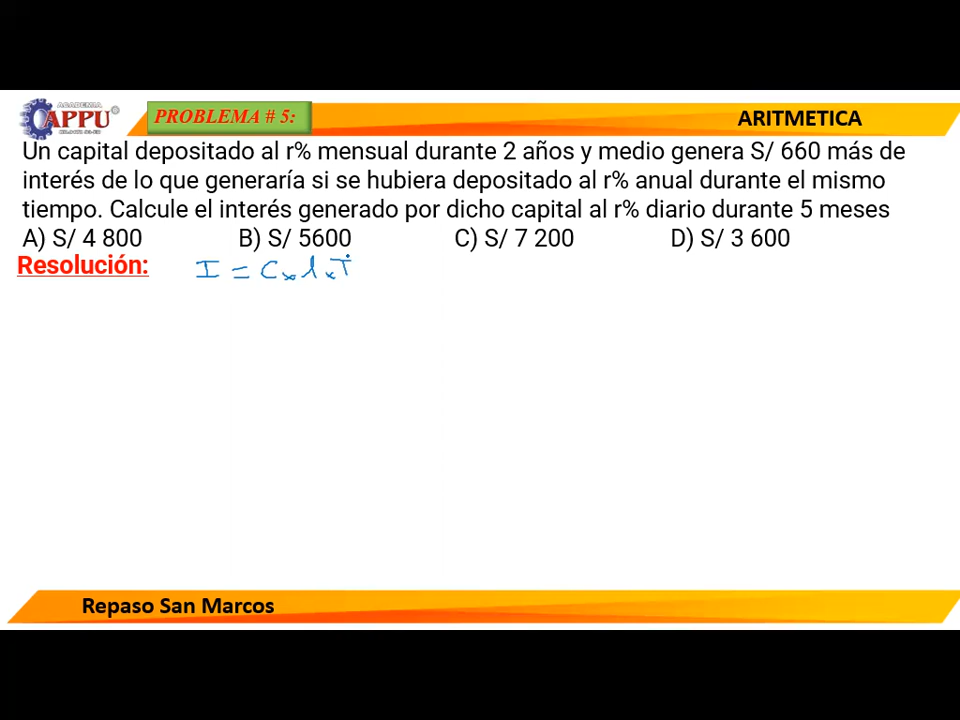 ACADEMIA
APPU®
PROBLEMA # 5:
ARITMETICA
Un capital depositado al r% mensual durante 2 años y medio genera S/ 660 más de
interés de lo que generaría si se hubiera depositado al r% anual durante el mismo
tiempo. Calcule el interés generado por dicho capital al r% diario durante 5 meses
A) S/ 4 800 B) S/ 5600 C) S/ 7 200 D) S/ 3 600
Resolución:
I = C x i x T
Repaso San Marcos